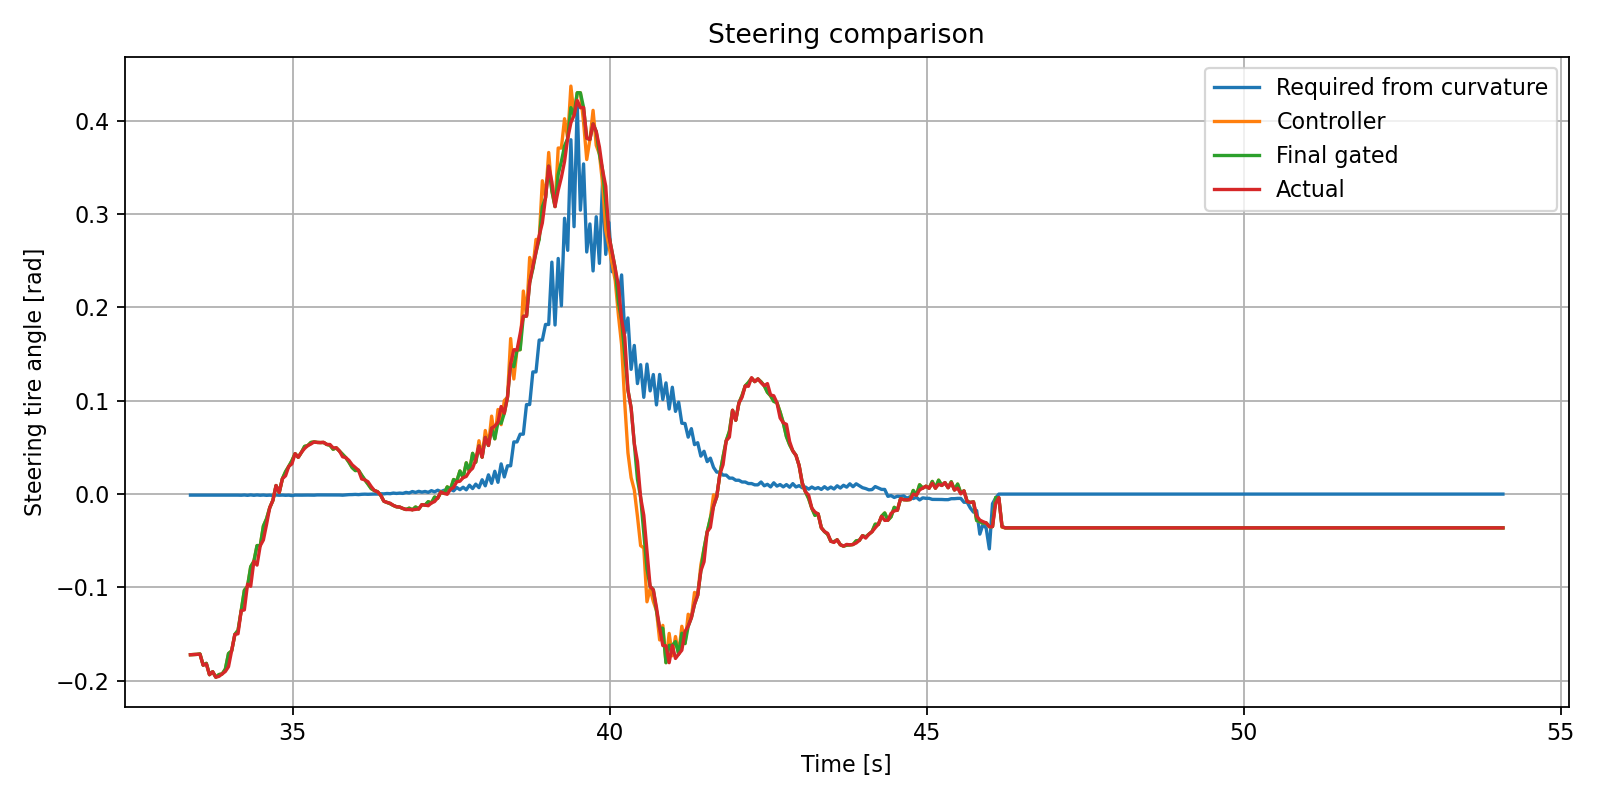 Steering comparison
Required from curvature
Controller
Final gated
Actual
Steering tire angle [rad]
0.4
0.3
0.2
0.1
0.0
−0.1
−0.2
35
40
45
50
55
Time [s]